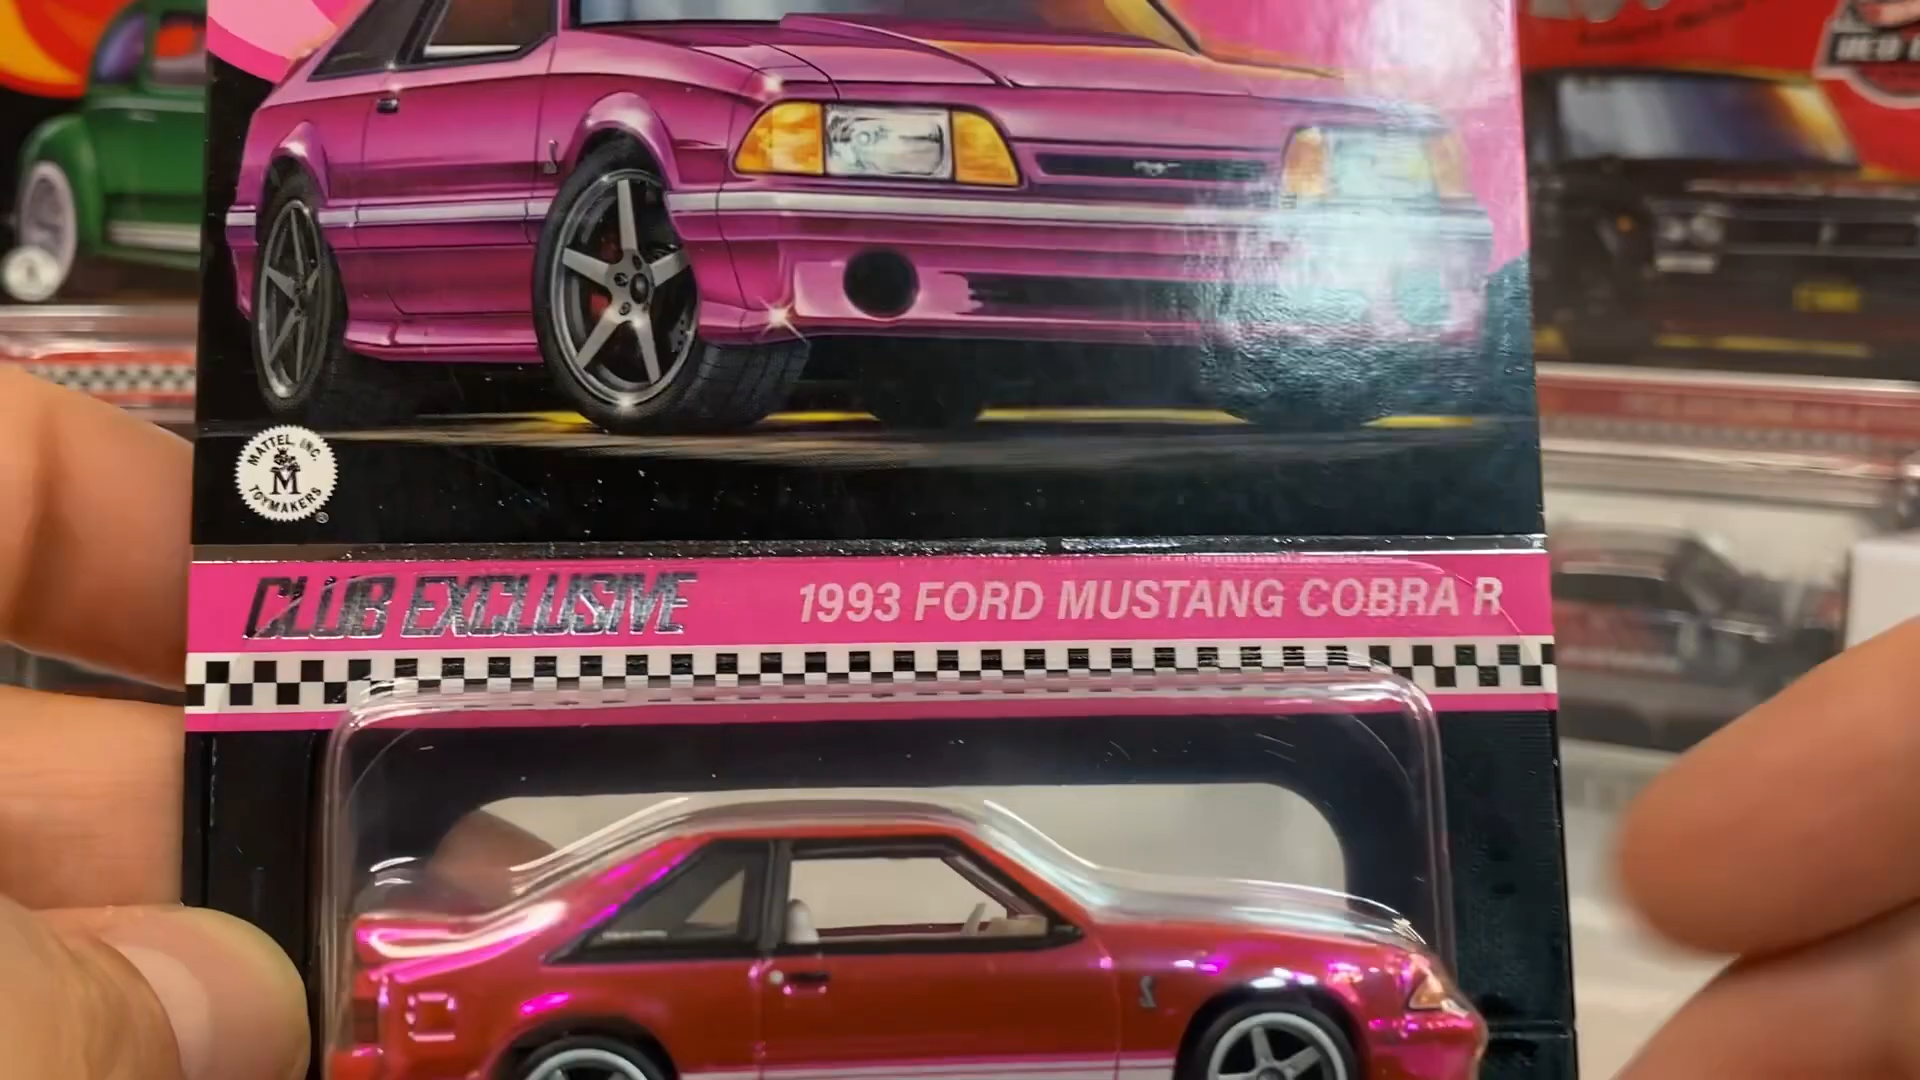 MATTEL, INC.
M
TOYMAKERS
®
CLUB EXCLUSIVE
1993 FORD MUSTANG COBRA R